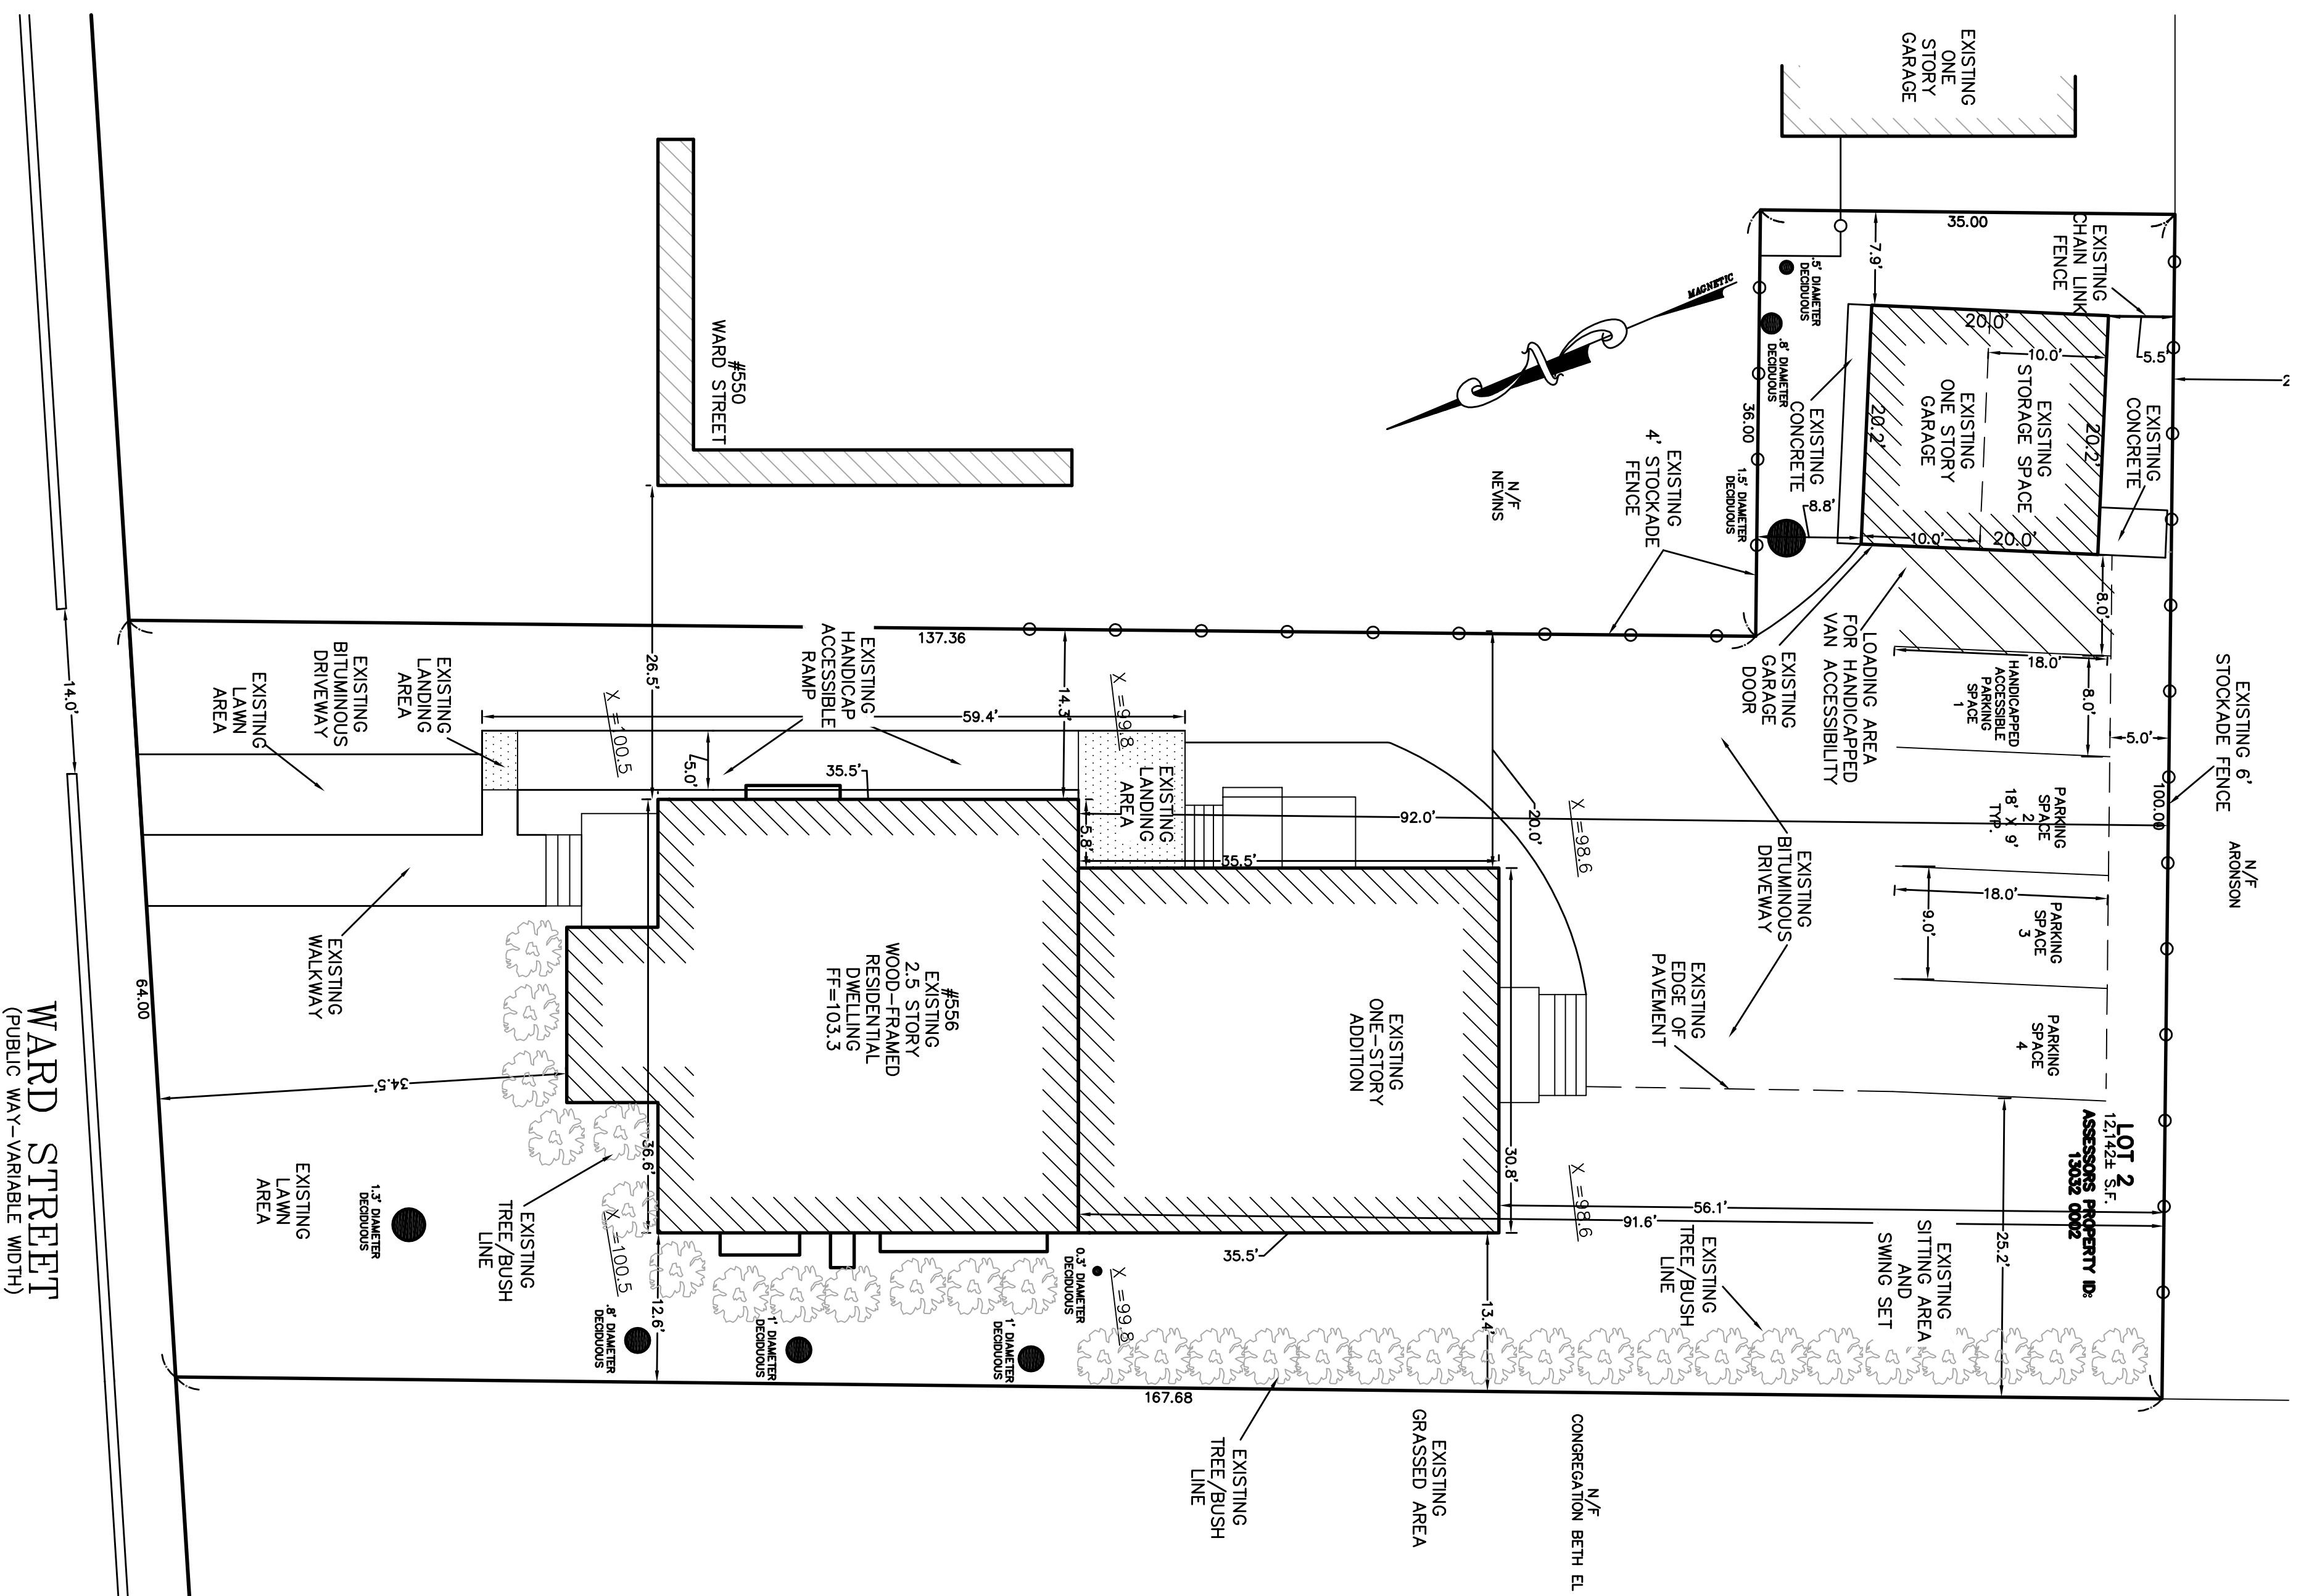 EXISTING
ONE
STORY
GARAGE
35.00
EXISTING
CHAIN LINK
FENCE
7.9'
.5' DIAMETER
DECIDUOUS
.8' DIAMETER
DECIDUOUS
36.00
1.5' DIAMETER
DECIDUOUS
EXISTING
CONCRETE
8.8'
20.0'
10.0'
5.5'
EXISTING
STORAGE SPACE
EXISTING
ONE STORY
GARAGE
20.2'
20.2'
10.0'
20.0'
EXISTING
CONCRETE
2
MAGNETIC
#550
WARD STREET
N/F
NEVINS
EXISTING
4' STOCKADE
FENCE
LOADING AREA
FOR HANDICAPPED
VAN ACCESSIBILITY
EXISTING
GARAGE
DOOR
8.0'
18.0'
8.0'
5.0'
HANDICAPPED
ACCESSIBLE
PARKING
SPACE
1
PARKING
SPACE
2
18' X 9'
TYP.
18.0'
9.0'
PARKING
SPACE
3
PARKING
SPACE
4
EXISTING 6'
STOCKADE FENCE
100.00
N/F
ARONSON
137.36
26.5'
14.3'
14.0'
EXISTING
HANDICAP
ACCESSIBLE
RAMP
59.4'
X =99.8
X =100.5
EXISTING
LANDING
AREA
EXISTING
BITUMINOUS
DRIVEWAY
EXISTING
LAWN
AREA
5.0'
35.5'
EXISTING
LANDING
AREA
5.8'
92.0'
20.0'
35.5'
X =98.6
EXISTING
BITUMINOUS
DRIVEWAY
EXISTING
EDGE OF
PAVEMENT
EXISTING
WALKWAY
64.00
34.5'
36.6'
#556
EXISTING
2.5 STORY
WOOD-FRAMED
RESIDENTIAL
DWELLING
FF=103.3
EXISTING
ONE-STORY
ADDITION
30.8'
X =98.6
56.1'
91.6'
25.2'
LOT 2
12,142± S.F.
ASSESSORS PROPERTY ID:
13032 0002
EXISTING
SITTING AREA
AND
SWING SET
EXISTING
TREE/BUSH
LINE
35.5'
13.4'
WARD STREET
(PUBLIC WAY-VARIABLE WIDTH)
EXISTING
LAWN
AREA
1.3' DIAMETER
DECIDUOUS
EXISTING
TREE/BUSH
LINE
X =100.5
12.6'
.8' DIAMETER
DECIDUOUS
1' DIAMETER
DECIDUOUS
1' DIAMETER
DECIDUOUS
0.3' DIAMETER
DECIDUOUS
X =99.8
167.68
EXISTING
TREE/BUSH
LINE
EXISTING
GRASSED AREA
N/F
CONGREGATION BETH EL